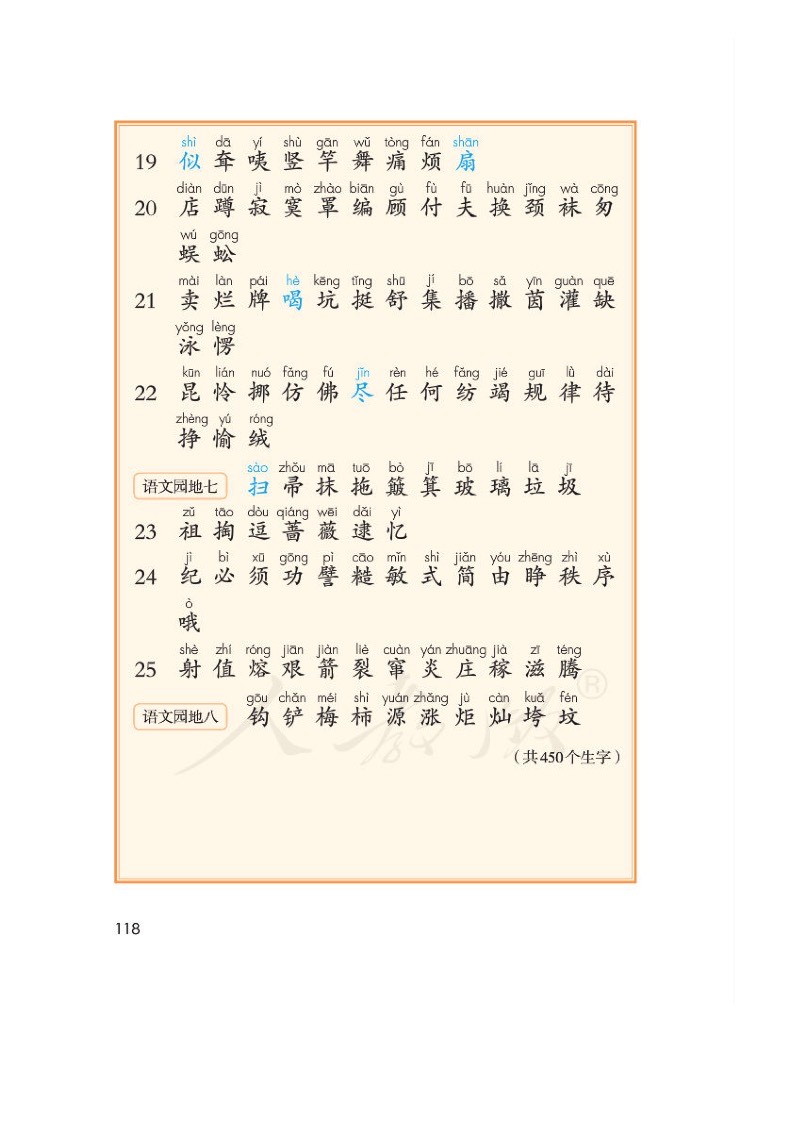 shì dā yí shù gān wǔ tòng fán shān
19 似 耷 咦 竖 竿 舞 痛 烦 扇
diàn dūn jì mò zhào biān gù fù fū huàn jǐng wà cōng
20 店 蹲 寂 寞 罩 编 顾 付 夫 换 颈 袜 匆
wú gōng
蜈 蚣
mài làn pái hè kēng tǐng shū jí bō sǎ yīn guàn quē
21 卖 烂 牌 喝 坑 挺 舒 集 播 撒 茵 灌 缺
yǒng lèng
泳 愣
kūn lián nuó fǎng fú jǐn rèn hé fǎng jié guī lǜ dài
22 昆 怜 挪 仿 佛 尽 任 何 纺 竭 规 律 待
zhèng yú róng
挣 愉 绒
sào zhǒu mā tuō bò jī bō li lā jī
语文园地七 扫 帚 抹 拖 簸 箕 玻 璃 垃 圾
zǔ tāo dòu qiáng wēi dǎi yì
23 祖 掏 逗 蔷 薇 逮 忆
jì bì xū gōng pì cāo mǐn shì jiǎn yóu zhēng zhì xù
24 纪 必 须 功 譬 糙 敏 式 简 由 睁 秩 序
ò
哦
shè zhí róng jiān jiàn liè cuàn yán zhuāng jià zī téng
25 射 值 熔 艰 箭 裂 窜 炎 庄 稼 滋 腾
gōu chǎn méi shì yuán zhǎng jù càn kuǎ fén
语文园地八 钩 铲 梅 柿 源 涨 炬 灿 垮 坟
人教版®
（共450个生字）
118